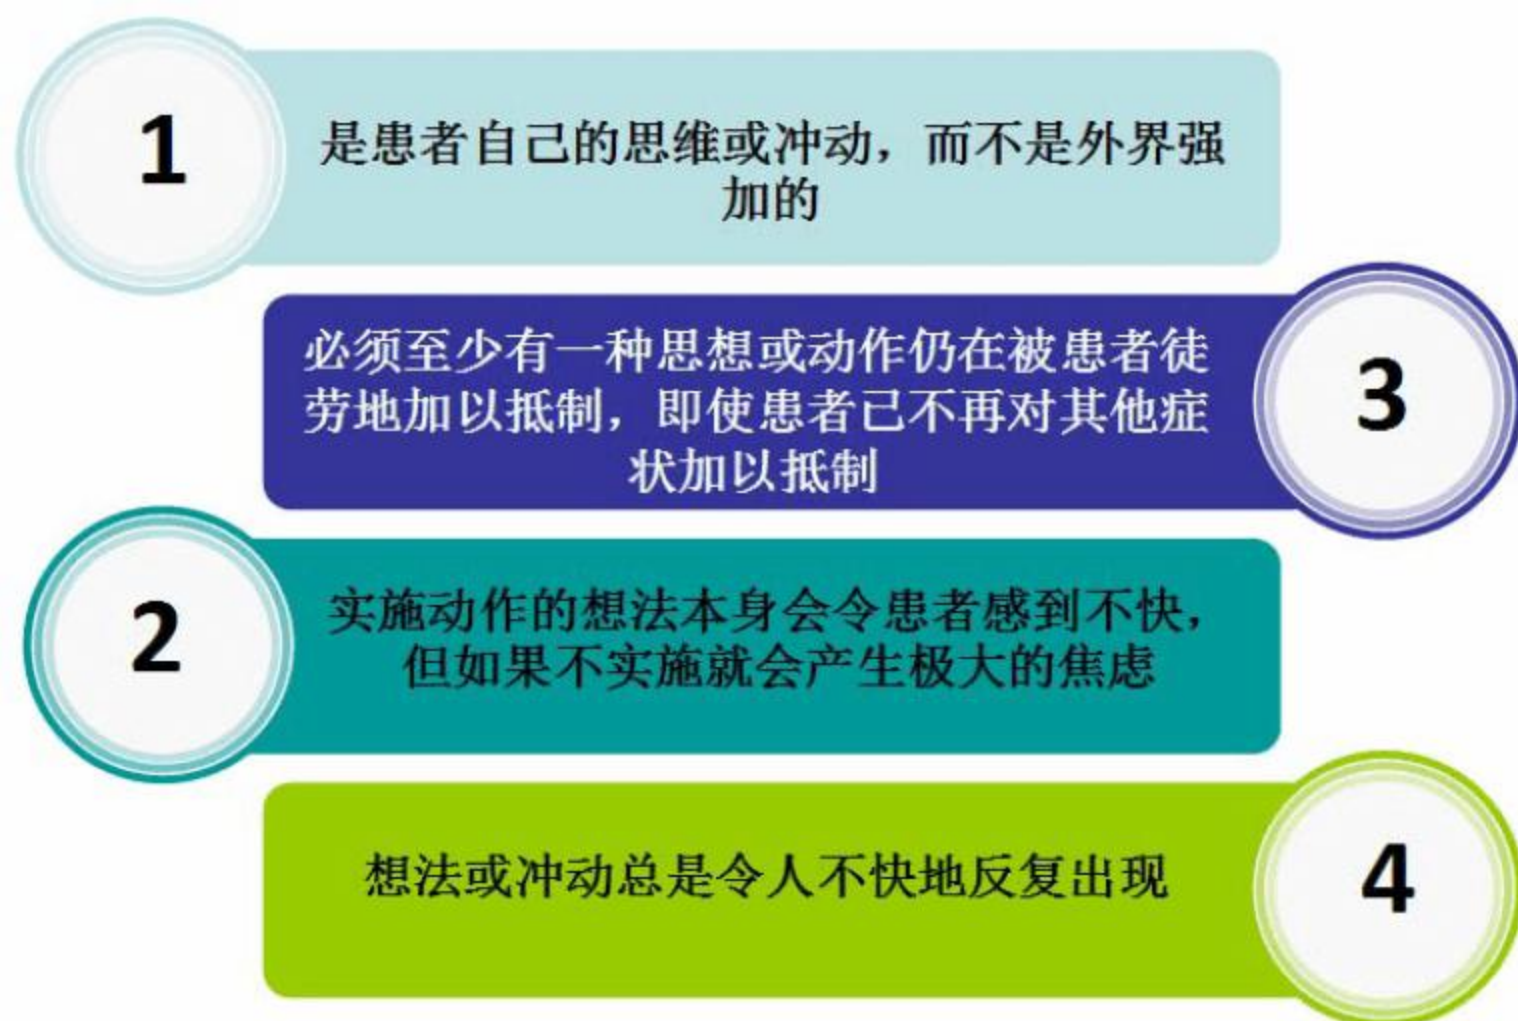 1
是患者自己的思维或冲动，而不是外界强
加的
必须至少有一种思想或动作仍在被患者徒
劳地加以抵制，即使患者已不再对其他症
状加以抵制
3
2
实施动作的想法本身会令患者感到不快，
但如果不实施就会产生极大的焦虑
想法或冲动总是令人不快地反复出现
4